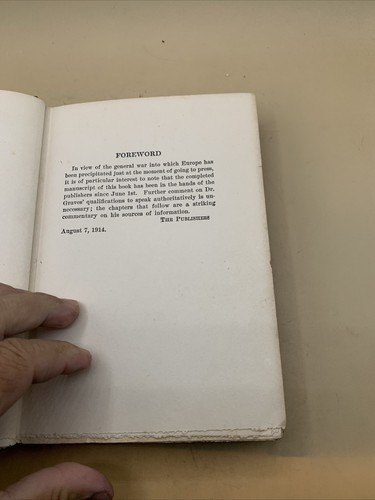 FOREWORD
In view of the general war into which Europe has
been precipitated just at the moment of going to press,
it is of particular interest to note that the completed
manuscript of this book has been in the hands of the
publishers since June 1st. Further comment on Dr.
Graves' qualifications to speak authoritatively is un-
necessary; the chapters that follow are a striking
commentary on his sources of information.
THE PUBLISHERS
August 7, 1914.